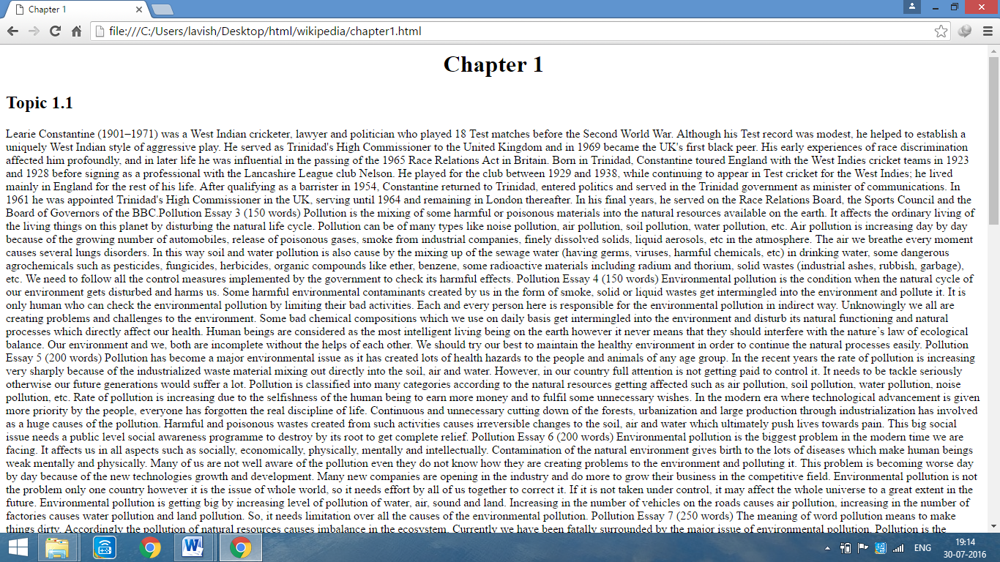 Chapter 1
file:///C:/Users/lavish/Desktop/html/wikipedia/chapter1.html
Chapter 1
Topic 1.1
Learie Constantine (1901–1971) was a West Indian cricketer, lawyer and politician who played 18 Test matches before the Second World War. Although his Test record was modest, he helped to establish a
uniquely West Indian style of aggressive play. He served as Trinidad's High Commissioner to the United Kingdom and in 1969 became the UK's first black peer. His early experiences of race discrimination
affected him profoundly, and in later life he was influential in the passing of the 1965 Race Relations Act in Britain. Born in Trinidad, Constantine toured England with the West Indies cricket teams in 1923
and 1928 before signing as a professional with the Lancashire League club Nelson. He played for the club between 1929 and 1938, while continuing to appear in Test cricket for the West Indies; he lived
mainly in England for the rest of his life. After qualifying as a barrister in 1954, Constantine returned to Trinidad, entered politics and served in the Trinidad government as minister of communications. In
1961 he was appointed Trinidad's High Commissioner in the UK, serving until 1964 and remaining in London thereafter. In his final years, he served on the Race Relations Board, the Sports Council and the
Board of Governors of the BBC.Pollution Essay 3 (150 words) Pollution is the mixing of some harmful or poisonous materials into the natural resources available on the earth. It affects the ordinary living of
the living things on this planet by disturbing the natural life cycle. Pollution can be of many types like noise pollution, air pollution, soil pollution, water pollution, etc. Air pollution is increasing day by day
because of the growing number of automobiles, release of poisonous gases, smoke from industrial companies, finely dissolved solids, liquid aerosols, etc in the atmosphere. The air we breathe every moment
causes several lungs disorders. In this way soil and water pollution is also cause by the mixing up of the sewage water (having germs, viruses, harmful chemicals, etc) in drinking water, some dangerous
agrochemicals such as pesticides, fungicides, herbicides, organic compounds like ether, benzene, some radioactive materials including radium and thorium, solid wastes (industrial ashes, rubbish, garbage),
etc. We need to follow all the control measures implemented by the government to check its harmful effects. Pollution Essay 4 (150 words) Environmental pollution is the condition when the natural cycle of
our environment gets disturbed and harms us. Some harmful environmental contaminants created by us in the form of smoke, solid or liquid wastes get intermingled into the environment and pollute it. It is
only human who can check the environmental pollution by limiting their bad activities. Each and every person here is responsible for the environmental pollution in indirect way. Unknowingly we all are
creating problems and challenges to the environment. Some bad chemical compositions which we use on daily basis get intermingled into the environment and disturb its natural functioning and natural
processes which directly affect our health. Human beings are considered as the most intelligent living being on the earth however it never means that they should interfere with the nature’s law of ecological
balance. Our environment and we, both are incomplete without the helps of each other. We should try our best to maintain the healthy environment in order to continue the natural processes easily. Pollution
Essay 5 (200 words) Pollution has become a major environmental issue as it has created lots of health hazards to the people and animals of any age group. In the recent years the rate of pollution is increasing
very sharply because of the industrialized waste material mixing out directly into the soil, air and water. However, in our country full attention is not getting paid to control it. It needs to be tackle seriously
otherwise our future generations would suffer a lot. Pollution is classified into many categories according to the natural resources getting affected such as air pollution, soil pollution, water pollution, noise
pollution, etc. Rate of pollution is increasing due to the selfishness of the human being to earn more money and to fulfil some unnecessary wishes. In the modern era where technological advancement is given
more priority by the people, everyone has forgotten the real discipline of life. Continuous and unnecessary cutting down of the forests, urbanization and large production through industrialization has involved
as a huge causes of the pollution. Harmful and poisonous wastes created from such activities causes irreversible changes to the soil, air and water which ultimately push lives towards pain. This big social
issue needs a public level social awareness programme to destroy by its root to get complete relief. Pollution Essay 6 (200 words) Environmental pollution is the biggest problem in the modern time we are
facing. It affects us in all aspects such as socially, economically, physically, mentally and intellectually. Contamination of the natural environment gives birth to the lots of diseases which make human beings
weak mentally and physically. Many of us are not well aware of the pollution even they do not know how they are creating problems to the environment and polluting it. This problem is becoming worse day
by day because of the new technologies growth and development. Many new companies are opening in the industry and do more to grow their business in the competitive field. Environmental pollution is not
the problem only one country however it is the issue of whole world, so it needs effort by all of us together to correct it. If it is not taken under control, it may affect the whole universe to a great extent in the
future. Environmental pollution is getting big by increasing level of pollution of water, air, sound and land. Increasing in the number of vehicles on the roads causes air pollution, increasing in the number of
factories causes water pollution and land pollution. So, it needs limitation over all the causes of the environmental pollution. Pollution Essay 7 (250 words) The meaning of word pollution means to make
things dirty. Accordingly the pollution of natural resources causes imbalance in the ecosystem. Currently we have been fatally surrounded by the major issue of environmental pollution. Pollution is the
ENG
19:14
30-07-2016